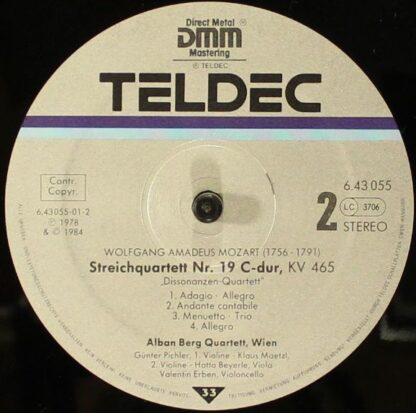 Direct Metal
DMM
Mastering
℗ TELDEC
TELDEC
Contr.
Copyr.
6.43055-01-2
℗ 1978
& © 1984
6.43 055
2
LC 3706
STEREO
WOLFGANG AMADEUS MOZART (1756 - 1791)
Streichquartett Nr. 19 C-dur, KV 465
„Dissonanzen-Quartett"
1. Adagio · Allegro
2. Andante cantabile
3. Menuetto · Trio
4. Allegro
Alban Berg Quartett, Wien
Günter Pichler, 1. Violine - Klaus Maetzl,
2. Violine - Hatto Beyerle, Viola
Valentin Erben, Violoncello
33